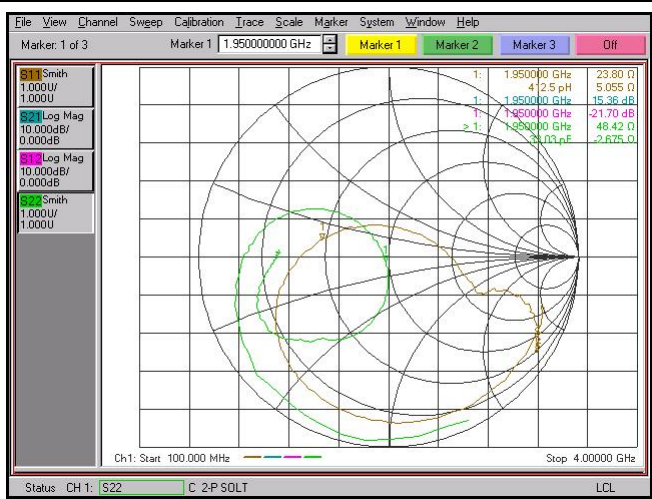 File View Channel Sweep Calibration Trace Scale Marker System Window Help
Marker: 1 of 3 Marker 1 1.950000000 GHz Marker 1 Marker 2 Marker 3 Off
S11 Smith
1.000U/
1.000U
S21 Log Mag
10.000dB/
0.000dB
S12 Log Mag
10.000dB/
0.000dB
S22 Smith
1.000U/
1.000U
1: 1.950000 GHz 23.80 Ω
412.5 pH 5.055 Ω
1: 1.950000 GHz 15.36 dB
1: 1.950000 GHz -21.70 dB
> 1: 1.950000 GHz 48.42 Ω
pF -2.675 Ω
1
1
Ch1: Start 100.000 MHz Stop 4.00000 GHz
Status CH 1: S22 C 2-P SOLT LCL